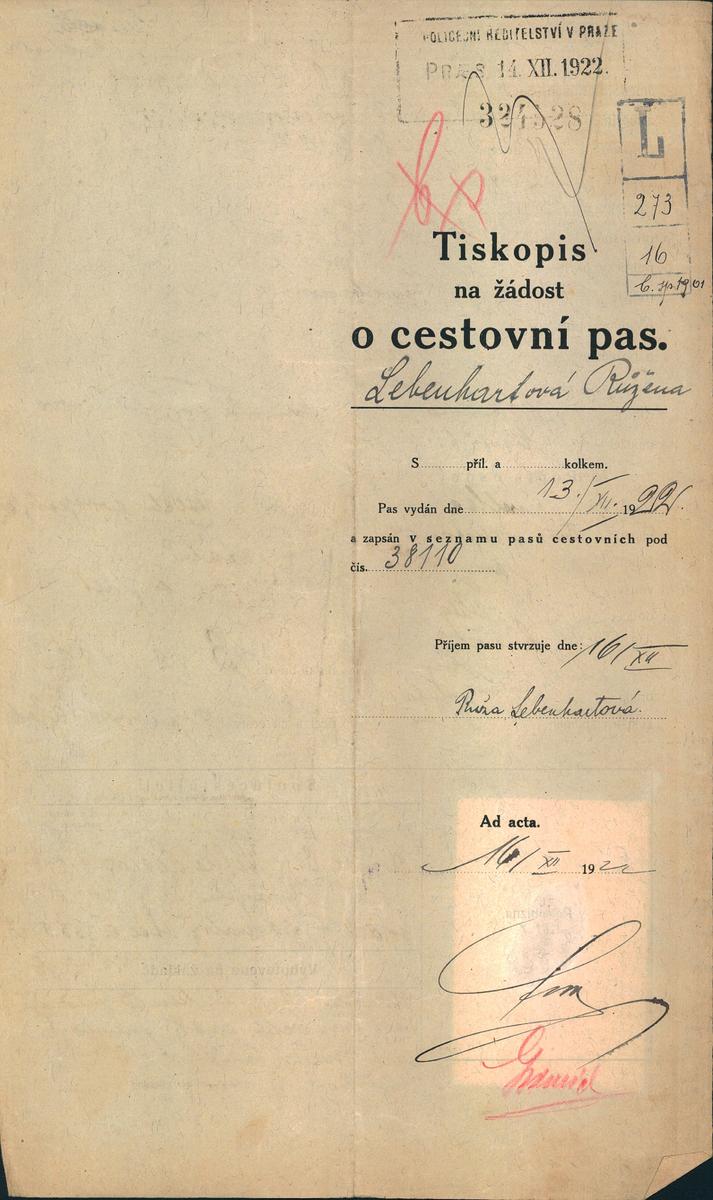 POLICEJNÍ ŘEDITELSTVÍ V PRAZE
PRÆS 14. XII. 1922.
324528
L
273
16
Tiskopis
na žádost
o cestovní pas.
Lebenhartová Růžena
S ........ příl. a ........ kolkem.
Pas vydán dne 13./XII. 1922.
a zapsán v seznamu pasů cestovních pod
čís. 38110
Příjem pasu stvrzuje dne: 16/XII
Růža Lebenhartová.
Ad acta.
16/XII 1922